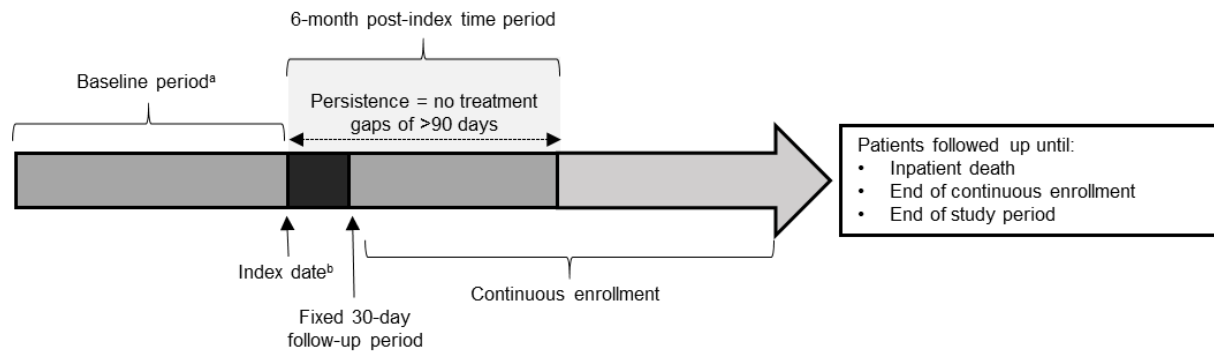 6-month post-index time period
Baseline periodᵃ
Persistence = no treatment
gaps of >90 days
Patients followed up until:
• Inpatient death
• End of continuous enrollment
• End of study period
Index dateᵇ
Continuous enrollment
Fixed 30-day
follow-up period